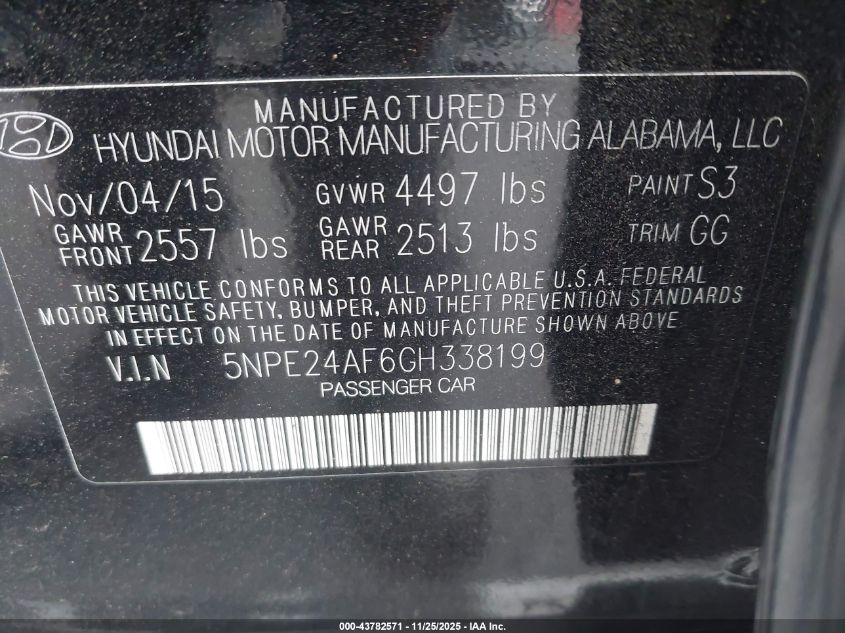 MANUFACTURED BY
HYUNDAI MOTOR MANUFACTURING ALABAMA, LLC
Nov/04/15 GVWR 4497 lbs PAINT S3
GAWR FRONT 2557 lbs GAWR REAR 2513 lbs TRIM GG
THIS VEHICLE CONFORMS TO ALL APPLICABLE U.S.A. FEDERAL
MOTOR VEHICLE SAFETY, BUMPER, AND THEFT PREVENTION STANDARDS
IN EFFECT ON THE DATE OF MANUFACTURE SHOWN ABOVE
V.I.N 5NPE24AF6GH338199
PASSENGER CAR
000-43782571 - 11/25/2025 - IAA Inc.